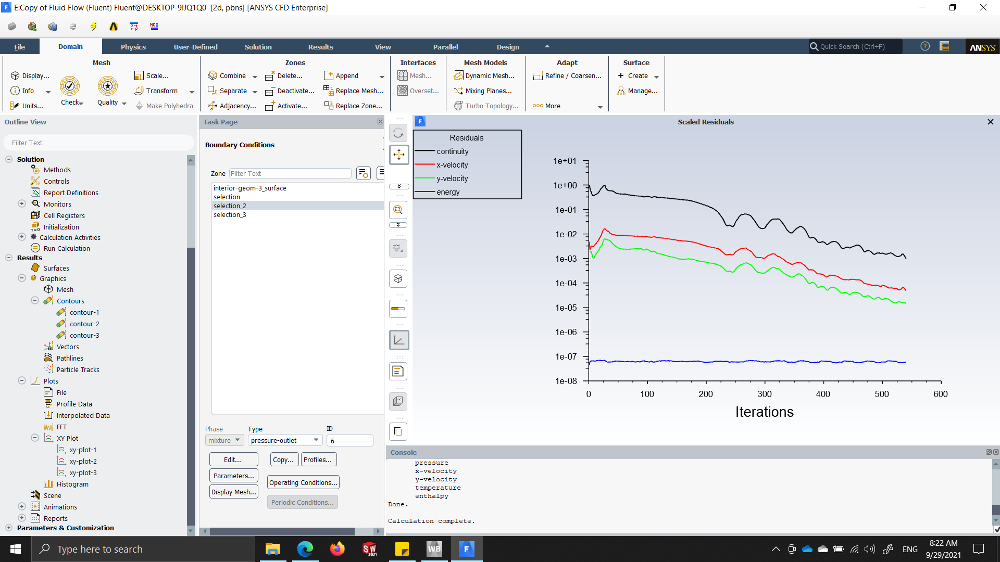 E:Copy of Fluid Flow (Fluent) Fluent@DESKTOP-9IJQ1Q0 [2d, pbns] [ANSYS CFD Enterprise]
File Domain Physics User-Defined Solution Results View Parallel Design Quick Search (Ctrl+F) ANSYS
Mesh
Display...
Info
Units...
Check
Quality
Scale...
Transform
Make Polyhedra
Zones
Combine
Separate
Adjacency...
Delete...
Deactivate...
Activate...
Append
Replace Mesh...
Replace Zone...
Interfaces
Mesh...
Overset...
Mesh Models
Dynamic Mesh...
Mixing Planes...
Turbo Topology...
Adapt
Refine / Coarsen...
More
Surface
Create
Manage...
Outline View
Filter Text
Solution
Methods
Controls
Report Definitions
Monitors
Cell Registers
Initialization
Calculation Activities
Run Calculation
Results
Surfaces
Graphics
Mesh
Contours
contour-1
contour-2
contour-3
Vectors
Pathlines
Particle Tracks
Plots
File
Profile Data
Interpolated Data
FFT
XY Plot
xy-plot-1
xy-plot-2
xy-plot-3
Histogram
Scene
Animations
Reports
Parameters & Customization
Task Page
Boundary Conditions
Zone Filter Text
interior-geom-3_surface
selection
selection_2
selection_3
Phase Type ID
mixture pressure-outlet 6
Edit... Copy... Profiles...
Parameters... Operating Conditions...
Display Mesh... Periodic Conditions...
Scaled Residuals
Residuals
continuity
x-velocity
y-velocity
energy
1e+01
1e+00
1e-01
1e-02
1e-03
1e-04
1e-05
1e-06
1e-07
1e-08
0 100 200 300 400 500 600
Iterations
Console
pressure
x-velocity
y-velocity
temperature
enthalpy
Done.
Calculation complete.
Type here to search
SW 2021
WB
F
ENG
8:22 AM
9/29/2021